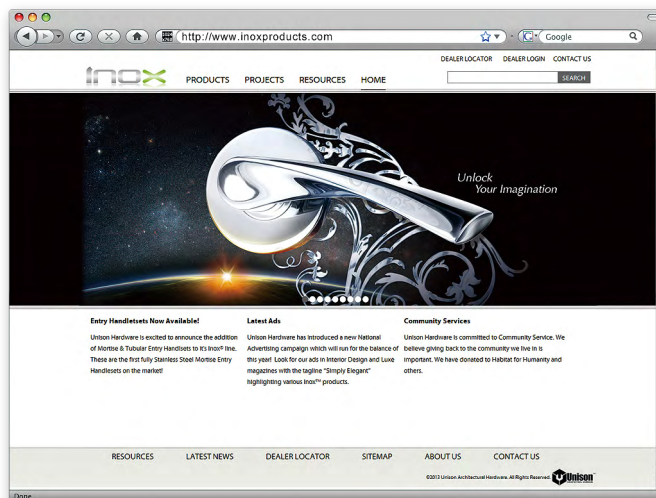 http://www.inoxproducts.com
Google
DEALER LOCATOR DEALER LOGIN CONTACT US
inox PRODUCTS PROJECTS RESOURCES HOME
SEARCH
Unlock
Your Imagination
Entry Handletsets Now Available!
Unison Hardware is excited to announce the addition
of Mortise & Tubular Entry Handlsets to it's Inox® line.
These are the first fully Stainless Steel Mortise Entry
Handlesets on the market!
Latest Ads
Unison Hardware has introduced a new National
Advertising campaign which will run for the balance of
this year! Look for our ads in Interior Design and Luxe
magazines with the tagline “Simply Elegant”
highlighting various Inox™ products.
Community Services
Unison Hardware is committed to Community Service. We
believe giving back to the community we live in is
important. We have donated to Habitat for Humanity and
others.
RESOURCES LATEST NEWS DEALER LOCATOR SITEMAP ABOUT US CONTACT US
©2013 Unison Architectural Hardware. All Rights Reserved Unison
Done